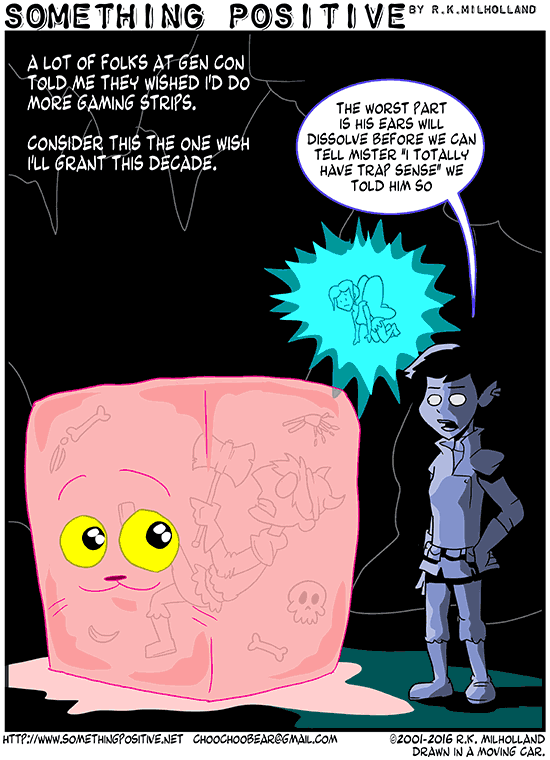 SOMETHING POSITIVE BY R.K.MILHOLLAND
A LOT OF FOLKS AT GEN CON
TOLD ME THEY WISHED I'D DO
MORE GAMING STRIPS.
CONSIDER THIS THE ONE WISH
I'LL GRANT THIS DECADE.
THE WORST PART
IS HIS EARS WILL
DISSOLVE BEFORE WE CAN
TELL MISTER "I TOTALLY
HAVE TRAP SENSE" WE
TOLD HIM SO
HTTP://WWW.SOMETHINGPOSITIVE.NET CHOOCHOOBEAR@GMAIL.COM
©2001-2016 R.K. MILHOLLAND
DRAWN IN A MOVING CAR.